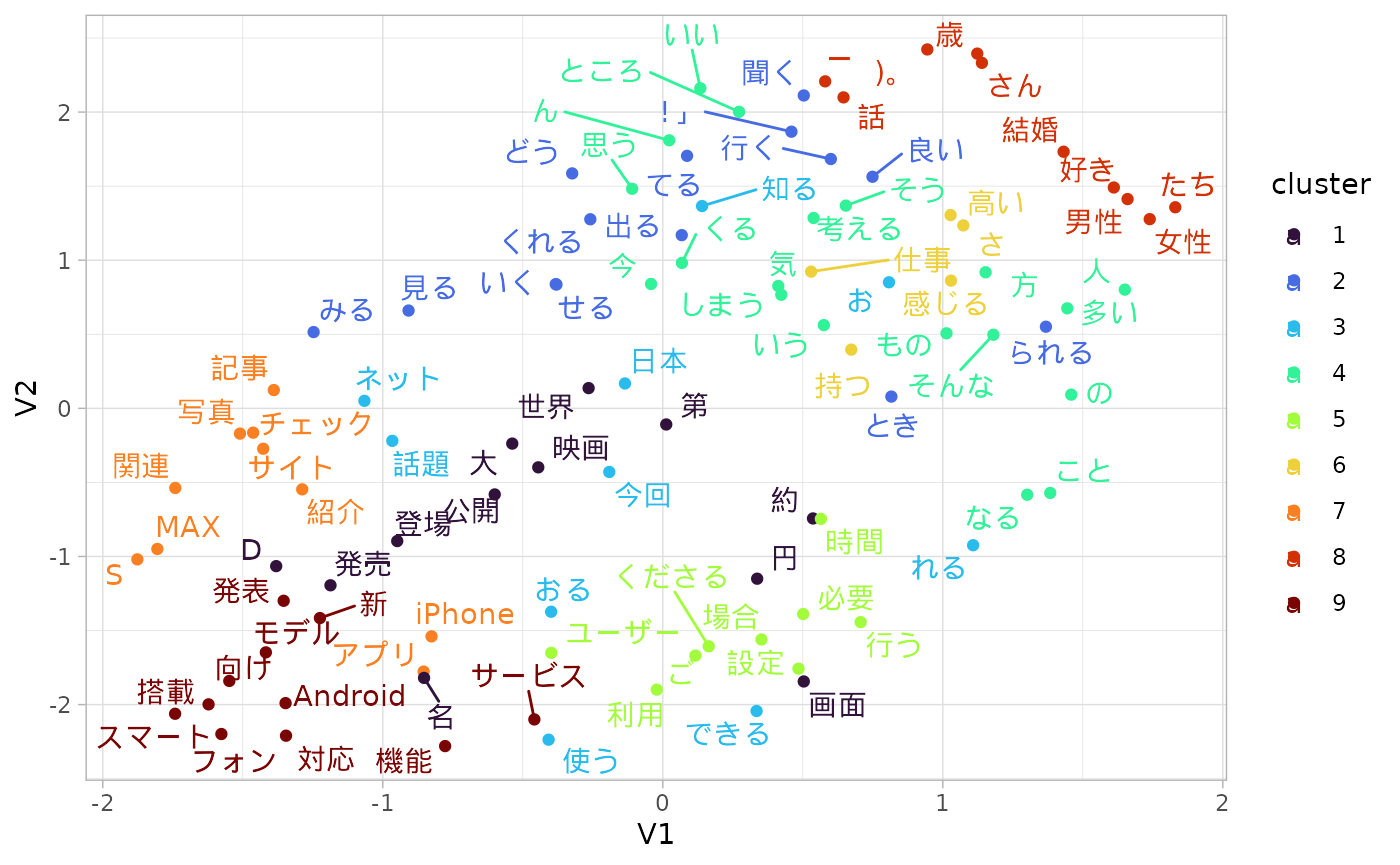 いい
歳
ところ
聞く
ー
)。
さん
ん
!」
話
どう
思う
行く
良い
結婚
てる
知る
そう
好き
たち
くれる
出る
くる
考える
高い
男性
女性
さ
今
気
仕事
方
人
みる
見る
いく
せる
しまう
お
感じる
多い
いう
もの
られる
記事
ネット
日本
持つ
そんな
の
写真
チェック
世界
第
とき
関連
サイト
話題
大
映画
こと
紹介
公開
今回
約
なる
MAX
登場
時間
S
D
発売
円
れる
発表
新
おる
くださる
必要
モデル
iPhone
ユーザー
場合
行う
向け
アプリ
サービス
ご
設定
搭載
Android
名
利用
画面
スマート
できる
フォン
対応
機能
使う
cluster
1
2
3
4
5
6
7
8
9
2
1
0
-1
-2
V2
-2
-1
0
1
2
V1